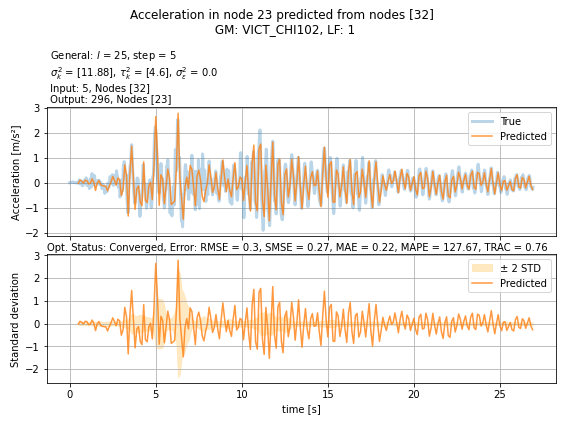 Acceleration in node 23 predicted from nodes [32]
GM: VICT_CHI102, LF: 1
General: l = 25, step = 5
σ²ₖ = [11.88], τ²ₖ = [4.6], σ²ε = 0.0
Input: 5, Nodes [32]
Output: 296, Nodes [23]
3
2
1
0
−1
−2
Acceleration [m/s²]
True
Predicted
Opt. Status: Converged, Error: RMSE = 0.3, SMSE = 0.27, MAE = 0.22, MAPE = 127.67, TRAC = 0.76
3
2
1
0
−1
−2
Standard deviation
± 2 STD
Predicted
0 5 10 15 20 25
time [s]